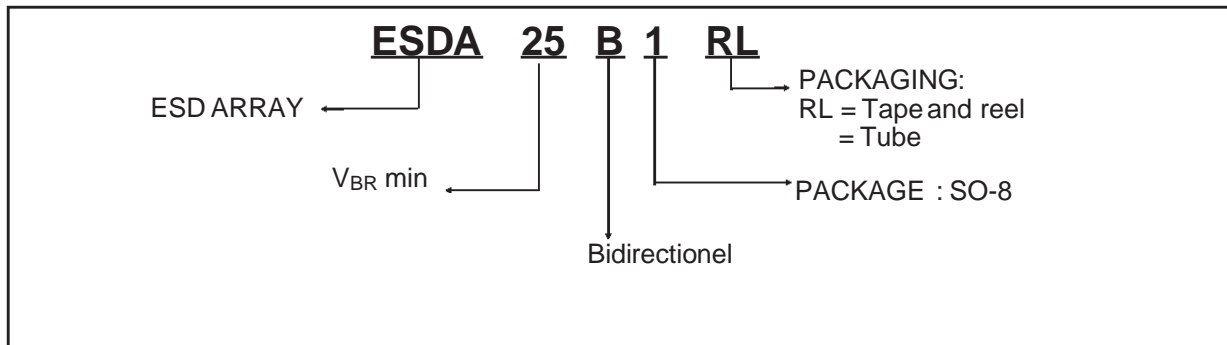 ESDA 25 B 1 RL
PACKAGING:
RL = Tape and reel
= Tube
ESD ARRAY
VBR min
PACKAGE : SO-8
Bidirectionel